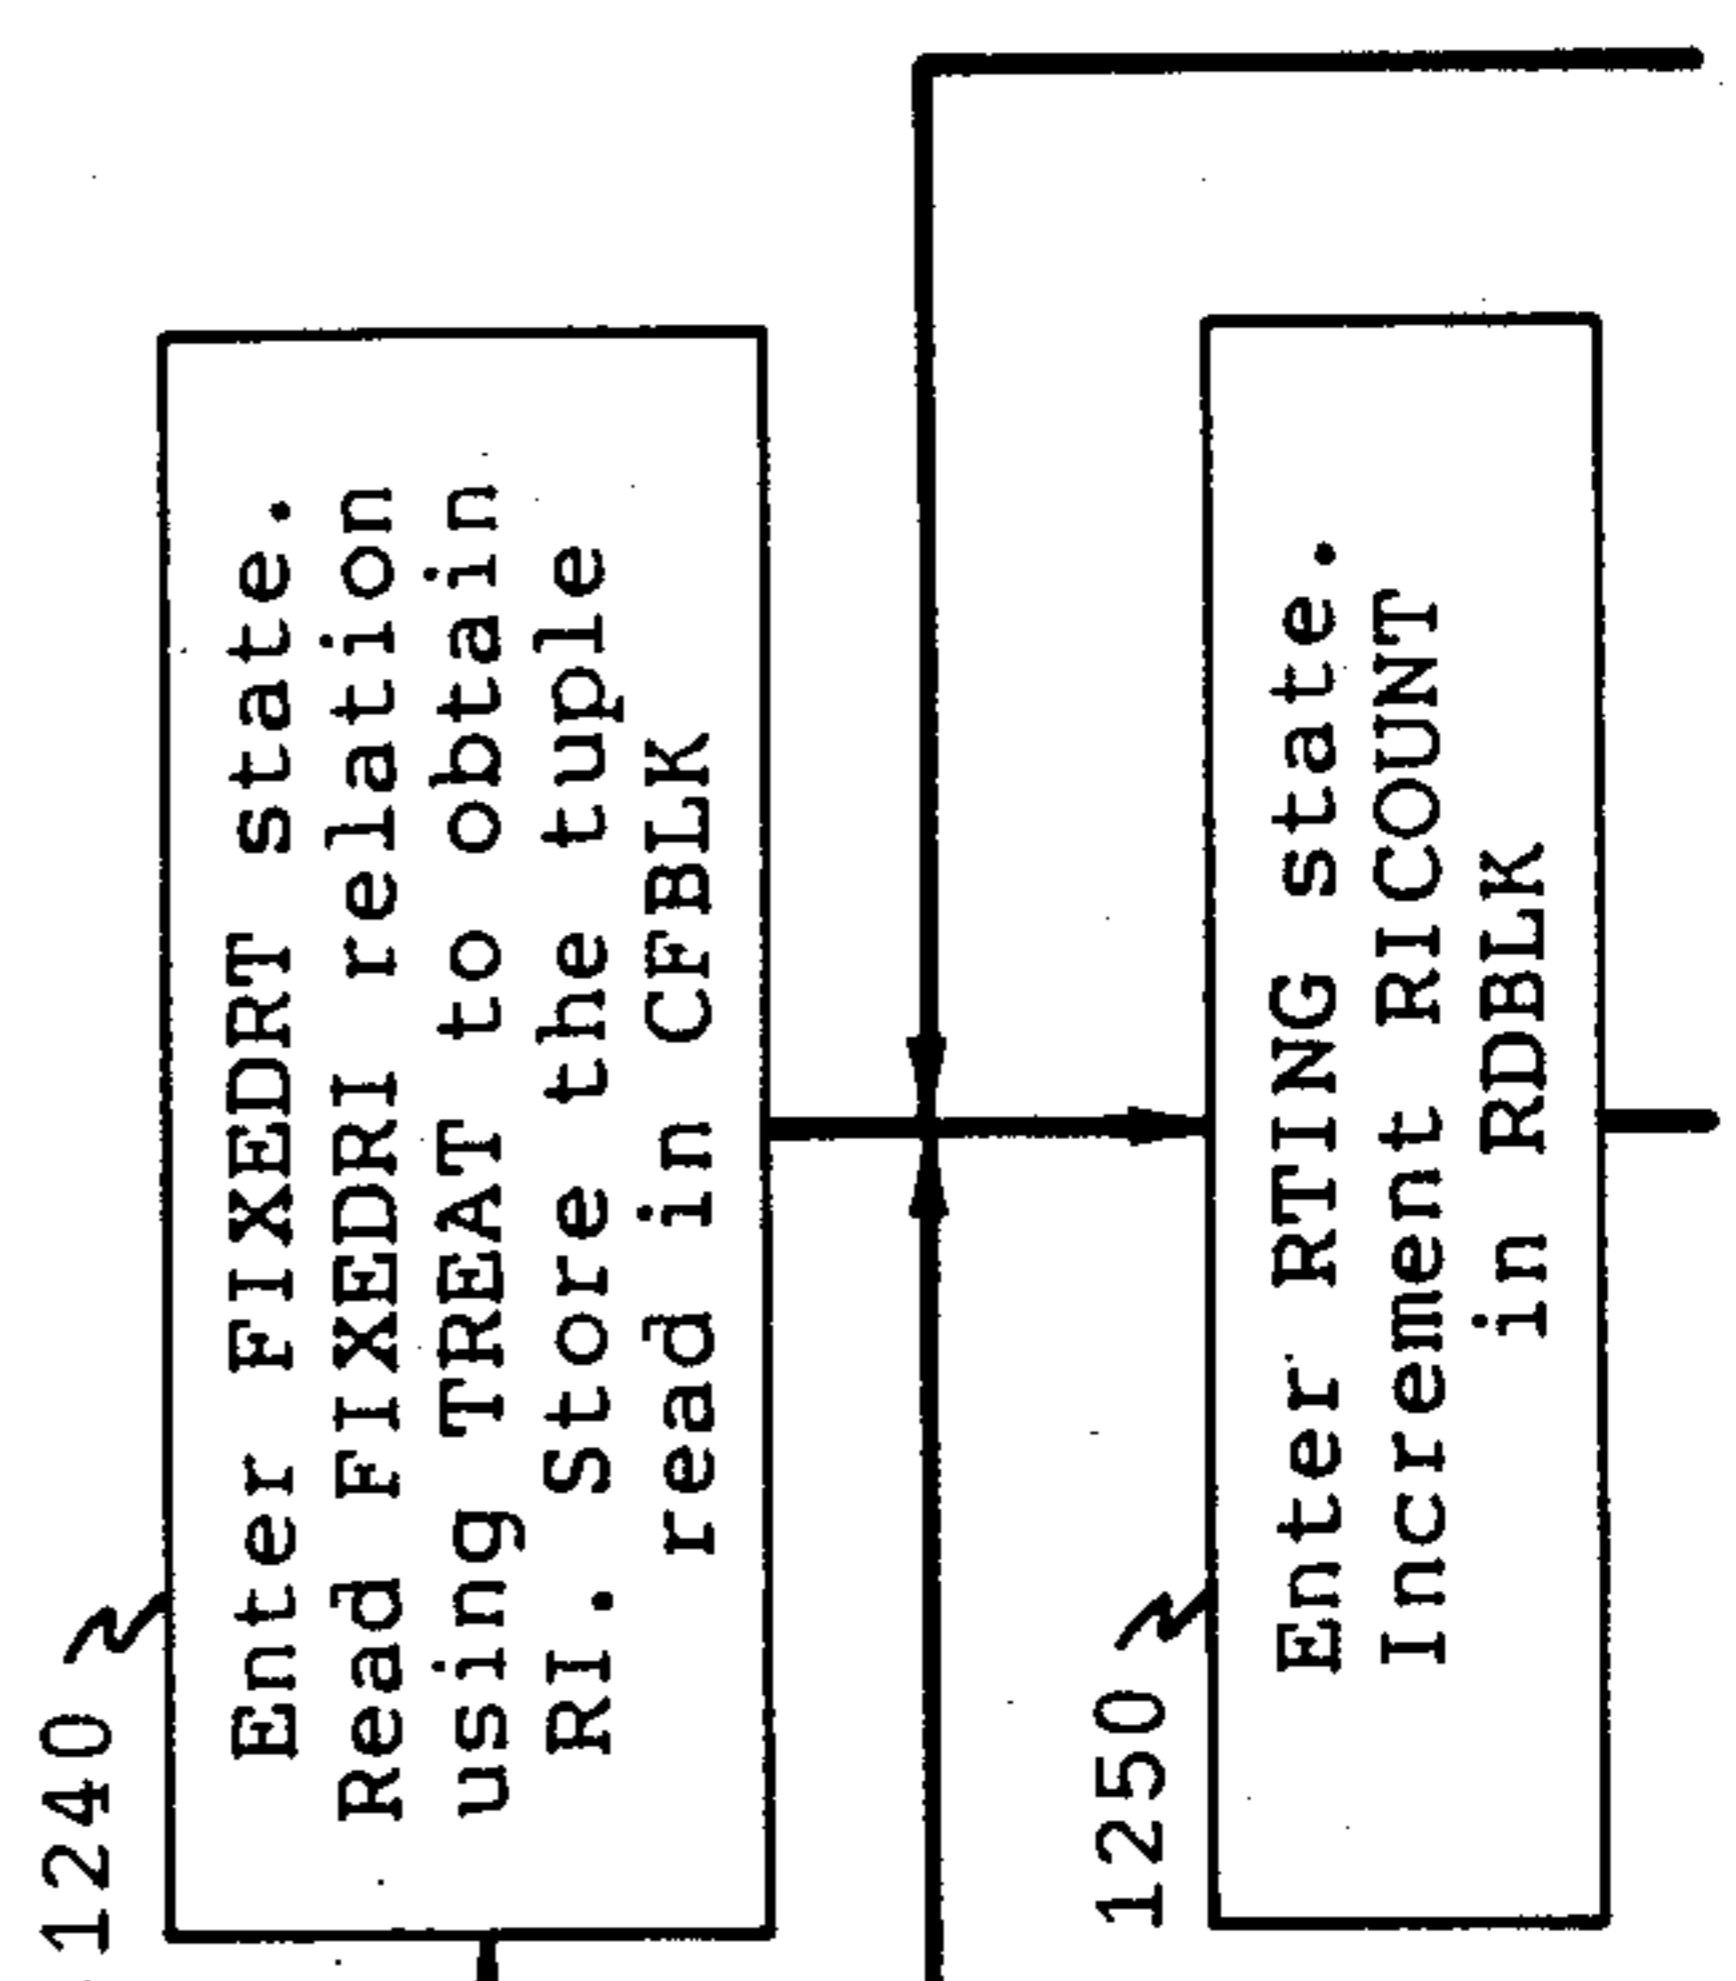 1240
Enter FIXEDRT state.
Read FIXEDRI relation
using TREAT to obtain
RI. Store the tuple
read in CFBLK
1250
Enter RTING state.
Increment RICOUNT
in RDBLK